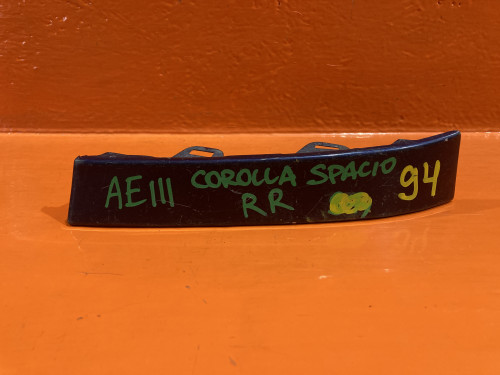 AE111 COROLLA SPACIO 94
RR